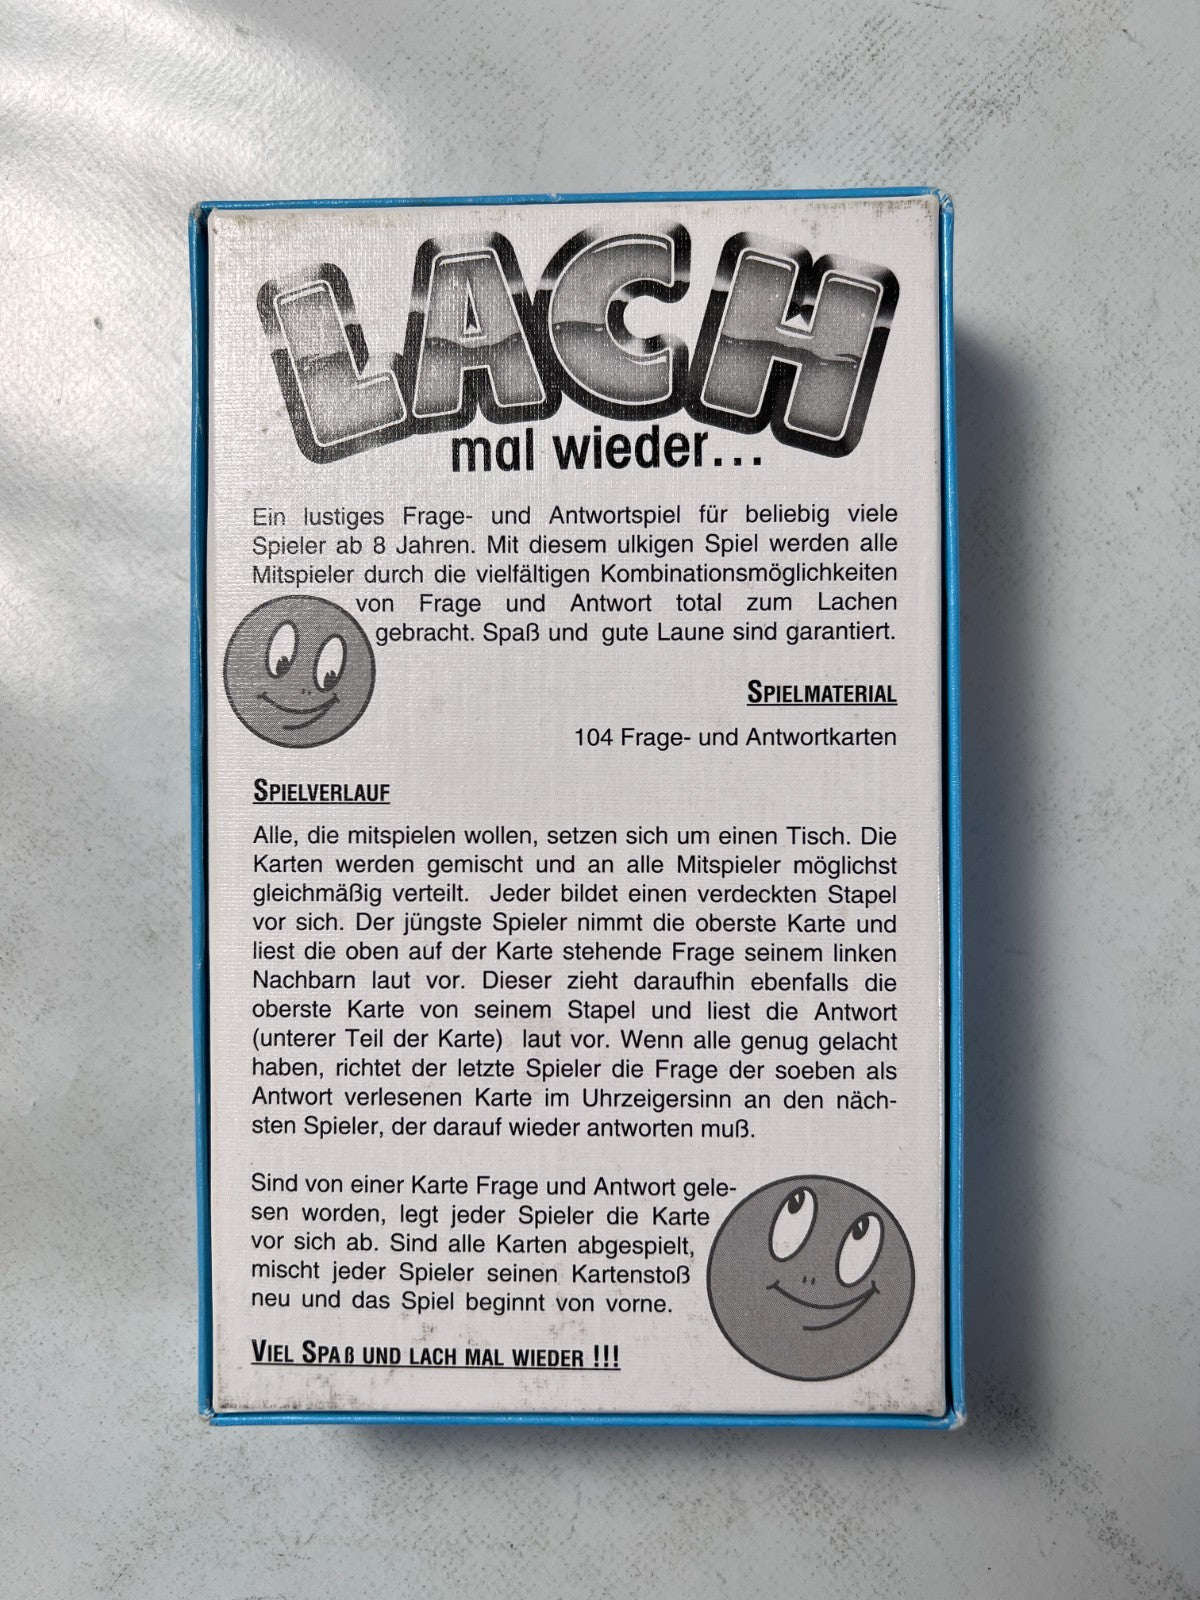 LACH
mal wieder...
Ein lustiges Frage- und Antwortspiel für beliebig viele
Spieler ab 8 Jahren. Mit diesem ulkigen Spiel werden alle
Mitspieler durch die vielfältigen Kombinationsmöglichkeiten
von Frage und Antwort total zum Lachen
gebracht. Spaß und gute Laune sind garantiert.
SPIELMATERIAL
104 Frage- und Antwortkarten
SPIELVERLAUF
Alle, die mitspielen wollen, setzen sich um einen Tisch. Die
Karten werden gemischt und an alle Mitspieler möglichst
gleichmäßig verteilt. Jeder bildet einen verdeckten Stapel
vor sich. Der jüngste Spieler nimmt die oberste Karte und
liest die oben auf der Karte stehende Frage seinem linken
Nachbarn laut vor. Dieser zieht daraufhin ebenfalls die
oberste Karte von seinem Stapel und liest die Antwort
(unterer Teil der Karte) laut vor. Wenn alle genug gelacht
haben, richtet der letzte Spieler die Frage der soeben als
Antwort verlesenen Karte im Uhrzeigersinn an den näch-
sten Spieler, der darauf wieder antworten muß.
Sind von einer Karte Frage und Antwort gele-
sen worden, legt jeder Spieler die Karte
vor sich ab. Sind alle Karten abgespielt,
mischt jeder Spieler seinen Kartenstoß
neu und das Spiel beginnt von vorne.
VIEL SPAß UND LACH MAL WIEDER !!!